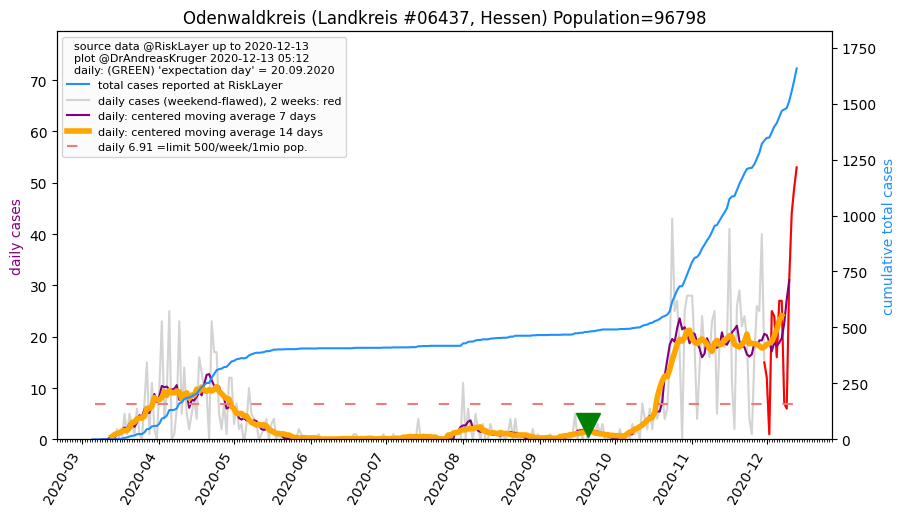 Odenwaldkreis (Landkreis #06437, Hessen) Population=96798
source data @RiskLayer up to 2020-12-13
plot @DrAndreasKruger 2020-12-13 05:12
daily: (GREEN) 'expectation day' = 20.09.2020
total cases reported at RiskLayer
daily cases (weekend-flawed), 2 weeks: red
daily: centered moving average 7 days
daily: centered moving average 14 days
daily 6.91 =limit 500/week/1mio pop.
daily cases
70
60
50
40
30
20
10
0
1750
1500
1250
1000
750
500
250
0
cumulative total cases
2020-03
2020-04
2020-05
2020-06
2020-07
2020-08
2020-09
2020-10
2020-11
2020-12